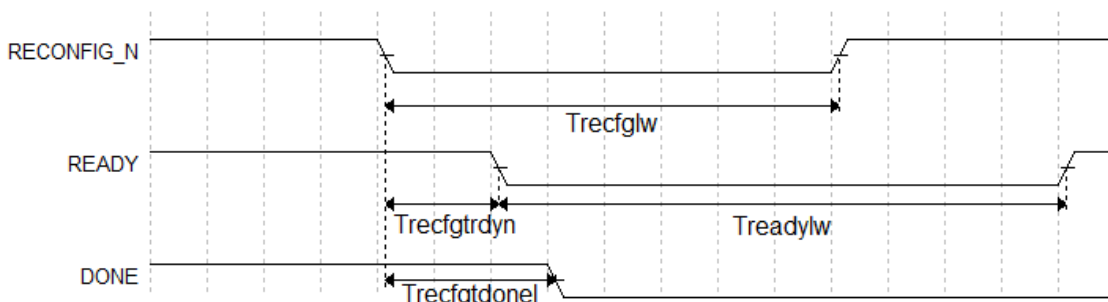 RECONFIG_N
Trecfglw
READY
Trecfgtrdyn
Treadylw
DONE
Trecfgtdonel